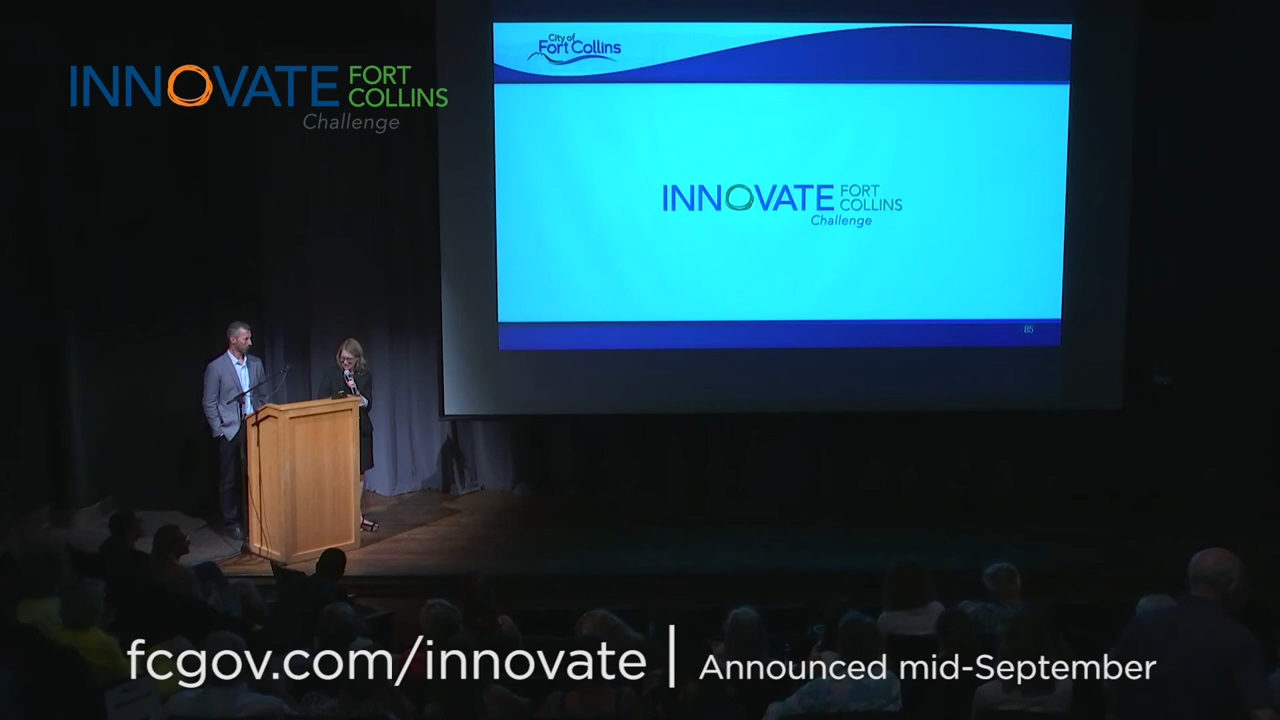 INNOVATE FORT COLLINS
Challenge
City of
Fort Collins
INNOVATE FORT COLLINS
Challenge
85
fcgov.com/innovate | Announced mid-September